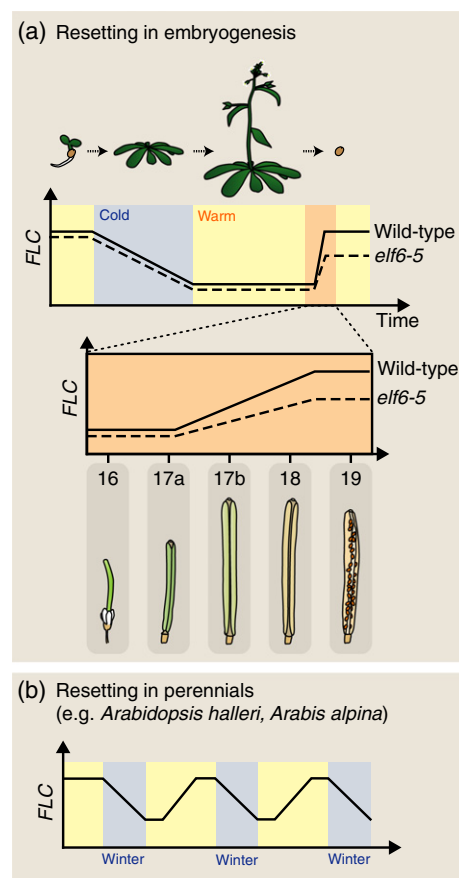 (a) Resetting in embryogenesis
Cold
Warm
FLC
Wild-type
elf6-5
Time
FLC
Wild-type
elf6-5
16 17a 17b 18 19
(b) Resetting in perennials
(e.g. Arabidopsis halleri, Arabis alpina)
FLC
Winter Winter Winter